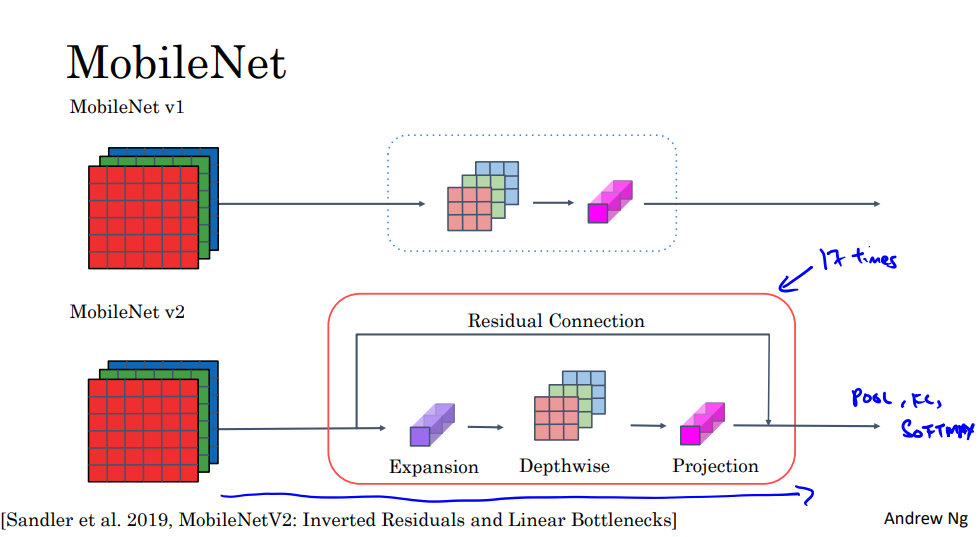 MobileNet
MobileNet v1
17 times
MobileNet v2
Residual Connection
POOL, FC,
SOFTMAX
Expansion Depthwise Projection
[Sandler et al. 2019, MobileNetV2: Inverted Residuals and Linear Bottlenecks]
Andrew Ng